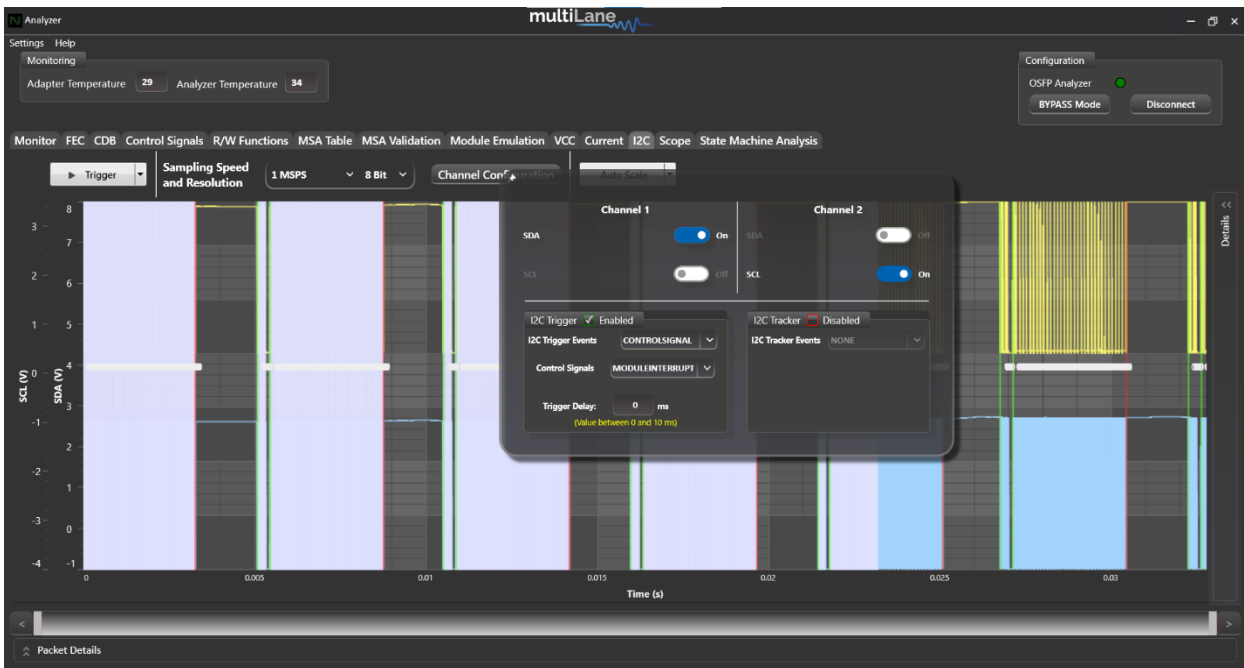 Analyzer
multiLane
Settings Help
Monitoring
Adapter Temperature 29 Analyzer Temperature 34
Configuration
OSFP Analyzer
BYPASS Mode Disconnect
Monitor FEC CDB Control Signals R/W Functions MSA Table MSA Validation Module Emulation VCC Current I2C Scope State Machine Analysis
Trigger
Sampling Speed
and Resolution
1 MSPS 8 Bit
Channel Configuration
Auto Scale
Channel 1 Channel 2
SDA On SDA Off
SCL Off SCL On
I2C Trigger Enabled
I2C Trigger Events CONTROLSIGNAL
Control Signals MODULEINTERRUPT
Trigger Delay: 0 ms
(Value between 0 and 10 ms)
I2C Tracker Disabled
I2C Tracker Events NONE
Details
SCL (V)
3
2
1
0
-1
-2
-3
-4
SDA (V)
8
7
6
5
4
3
2
1
0
-1
0 0.005 0.01 0.015 0.02 0.025 0.03
Time (s)
Packet Details